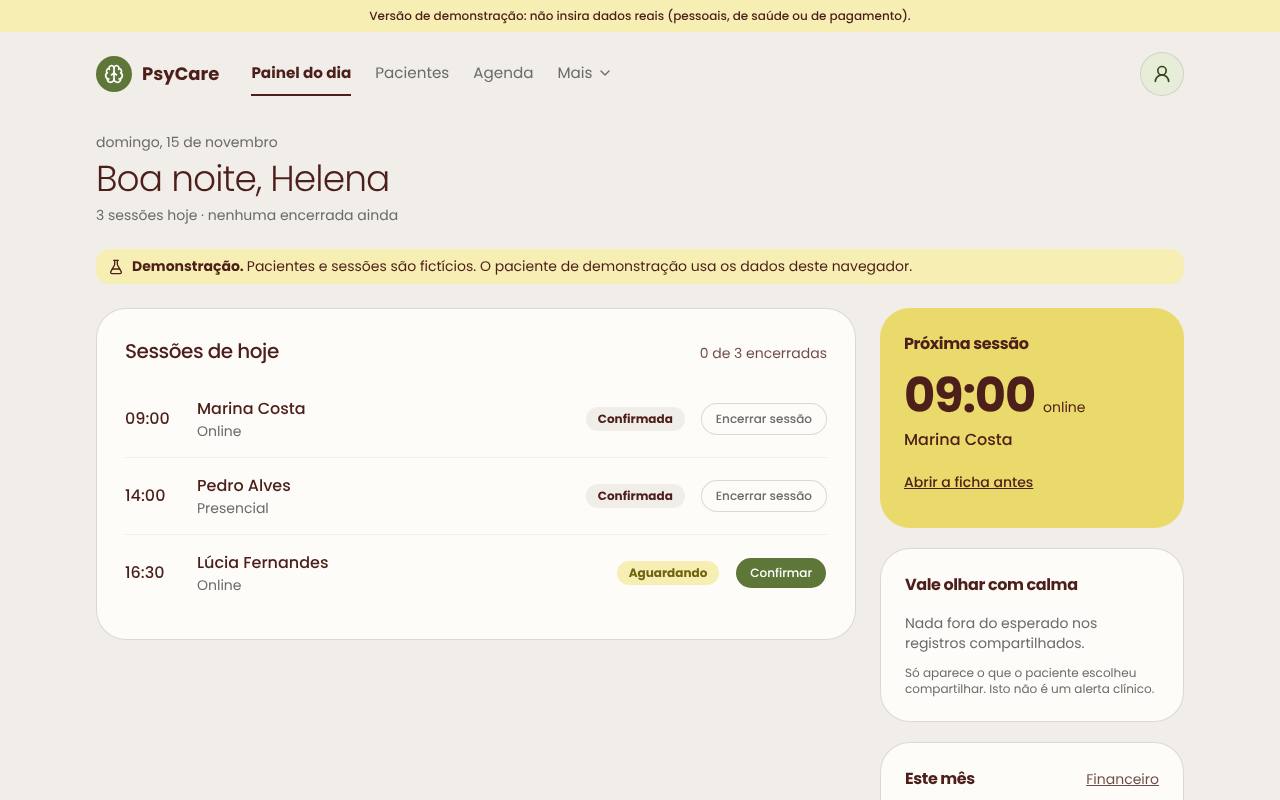 Versão de demonstração: não insira dados reais (pessoais, de saúde ou de pagamento).
PsyCare
Painel do dia
Pacientes
Agenda
Mais
domingo, 15 de novembro
Boa noite, Helena
3 sessões hoje · nenhuma encerrada ainda
Demonstração. Pacientes e sessões são fictícios. O paciente de demonstração usa os dados deste navegador.
Sessões de hoje
0 de 3 encerradas
09:00
Marina Costa
Online
Confirmada
Encerrar sessão
14:00
Pedro Alves
Presencial
Confirmada
Encerrar sessão
16:30
Lúcia Fernandes
Online
Aguardando
Confirmar
Próxima sessão
09:00 online
Marina Costa
Abrir a ficha antes
Vale olhar com calma
Nada fora do esperado nos
registros compartilhados.
Só aparece o que o paciente escolheu
compartilhar. Isto não é um alerta clínico.
Este mês
Financeiro